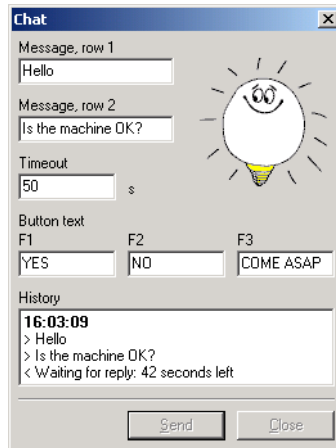 Chat
Message, row 1
Hello
Message, row 2
Is the machine OK?
Timeout
50 s
Button text
F1 F2 F3
YES NO COME ASAP
History
16:03:09
> Hello
> Is the machine OK?
< Waiting for reply: 42 seconds left
Send Close